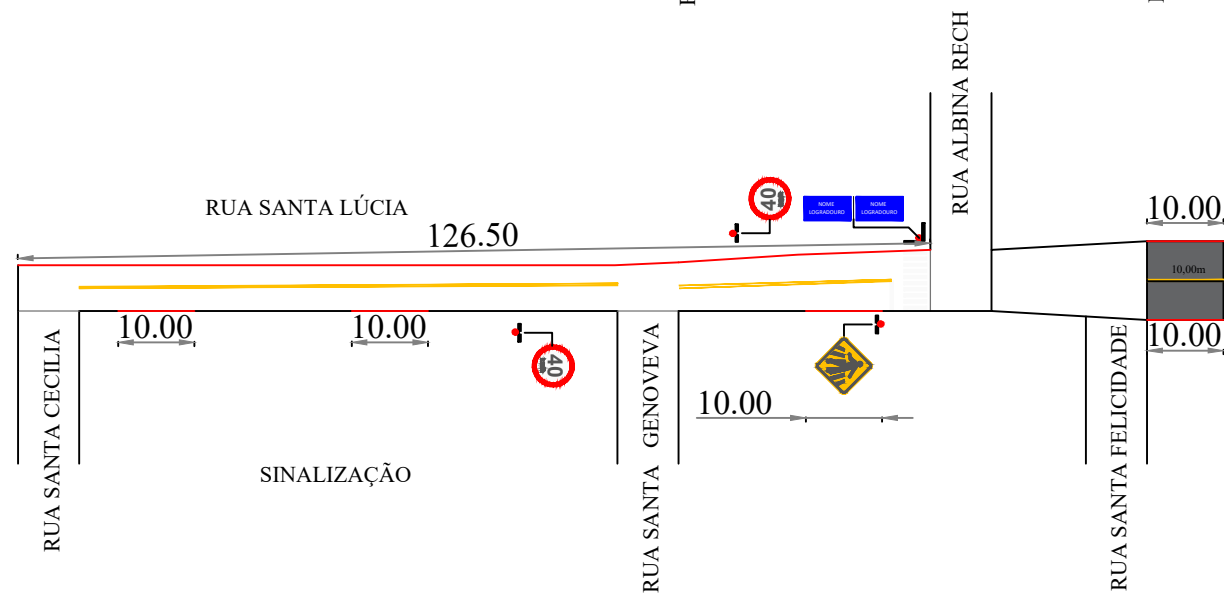 RUA ALBINA RECH
RUA SANTA LÚCIA
40
NOME
LOGRADOURO
NOME
LOGRADOURO
10.00
126.50
10,00m
10.00
10.00
10.00
40
10.00
RUA SANTA CECILIA
RUA SANTA GENOVEVA
RUA SANTA FELICIDADE
SINALIZAÇÃO